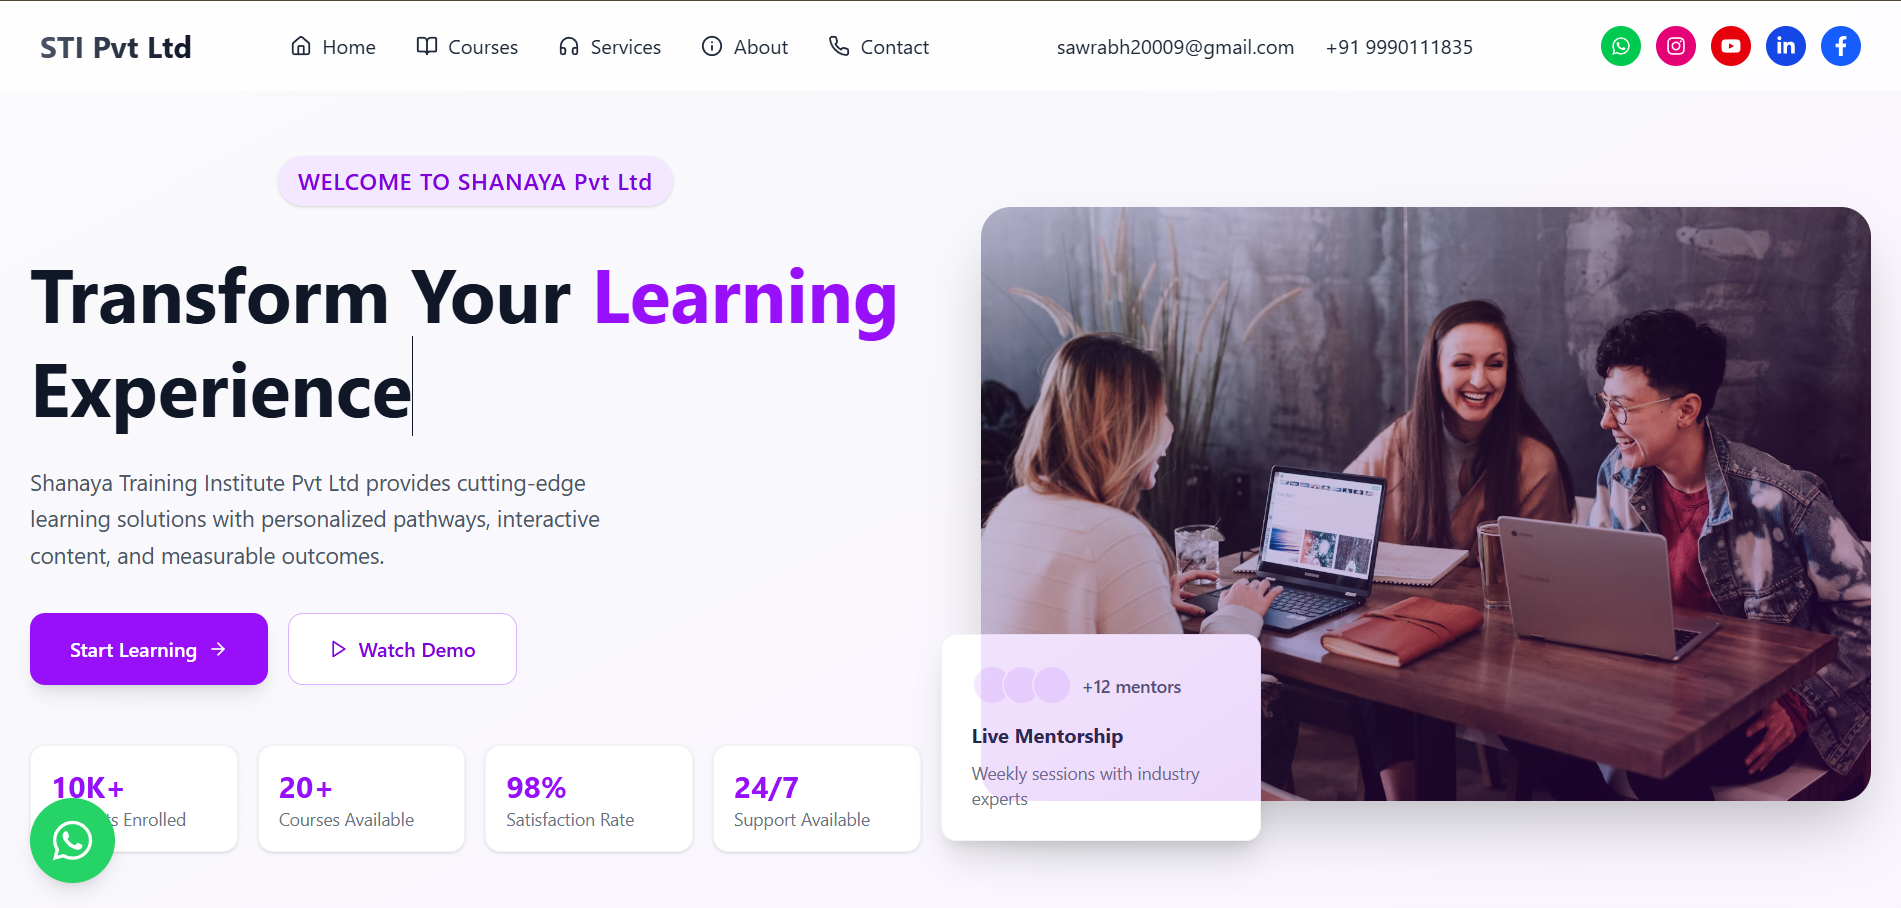 STI Pvt Ltd
Home
Courses
Services
About
Contact
sawrabh20009@gmail.com
+91 9990111835
WELCOME TO SHANAYA Pvt Ltd
Transform Your Learning
Experience
Shanaya Training Institute Pvt Ltd provides cutting-edge
learning solutions with personalized pathways, interactive
content, and measurable outcomes.
Start Learning
Watch Demo
10K+
Enrolled
20+
Courses Available
98%
Satisfaction Rate
24/7
Support Available
+12 mentors
Live Mentorship
Weekly sessions with industry
experts